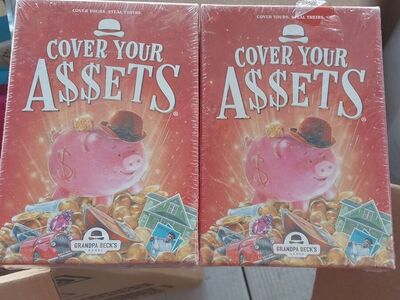 COVER YOURS. STEAL THEIRS.
COVER YOUR
A$$ETS®
GRANDPA BECK'S
GAMES
COVER YOURS. STEAL THEIRS.
COVER YOUR
A$$ETS®
GRANDPA BECK'S
GAMES